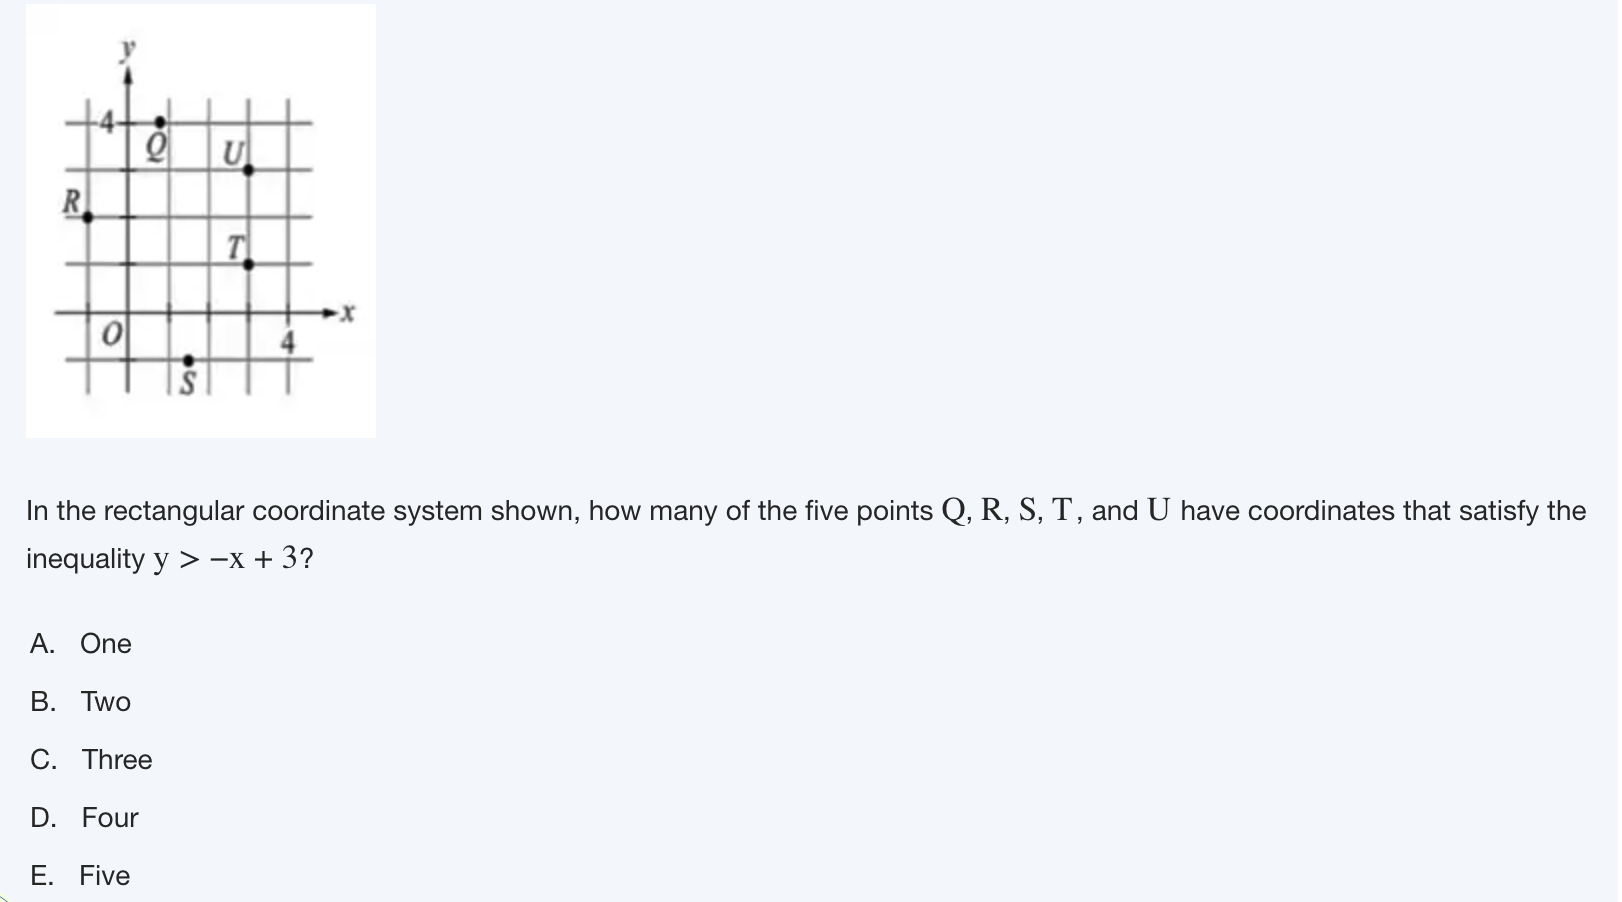 y
4
Q
U
R
T
x
O
4
S
In the rectangular coordinate system shown, how many of the five points Q, R, S, T, and U have coordinates that satisfy the
inequality y > −x + 3?
A. One
B. Two
C. Three
D. Four
E. Five